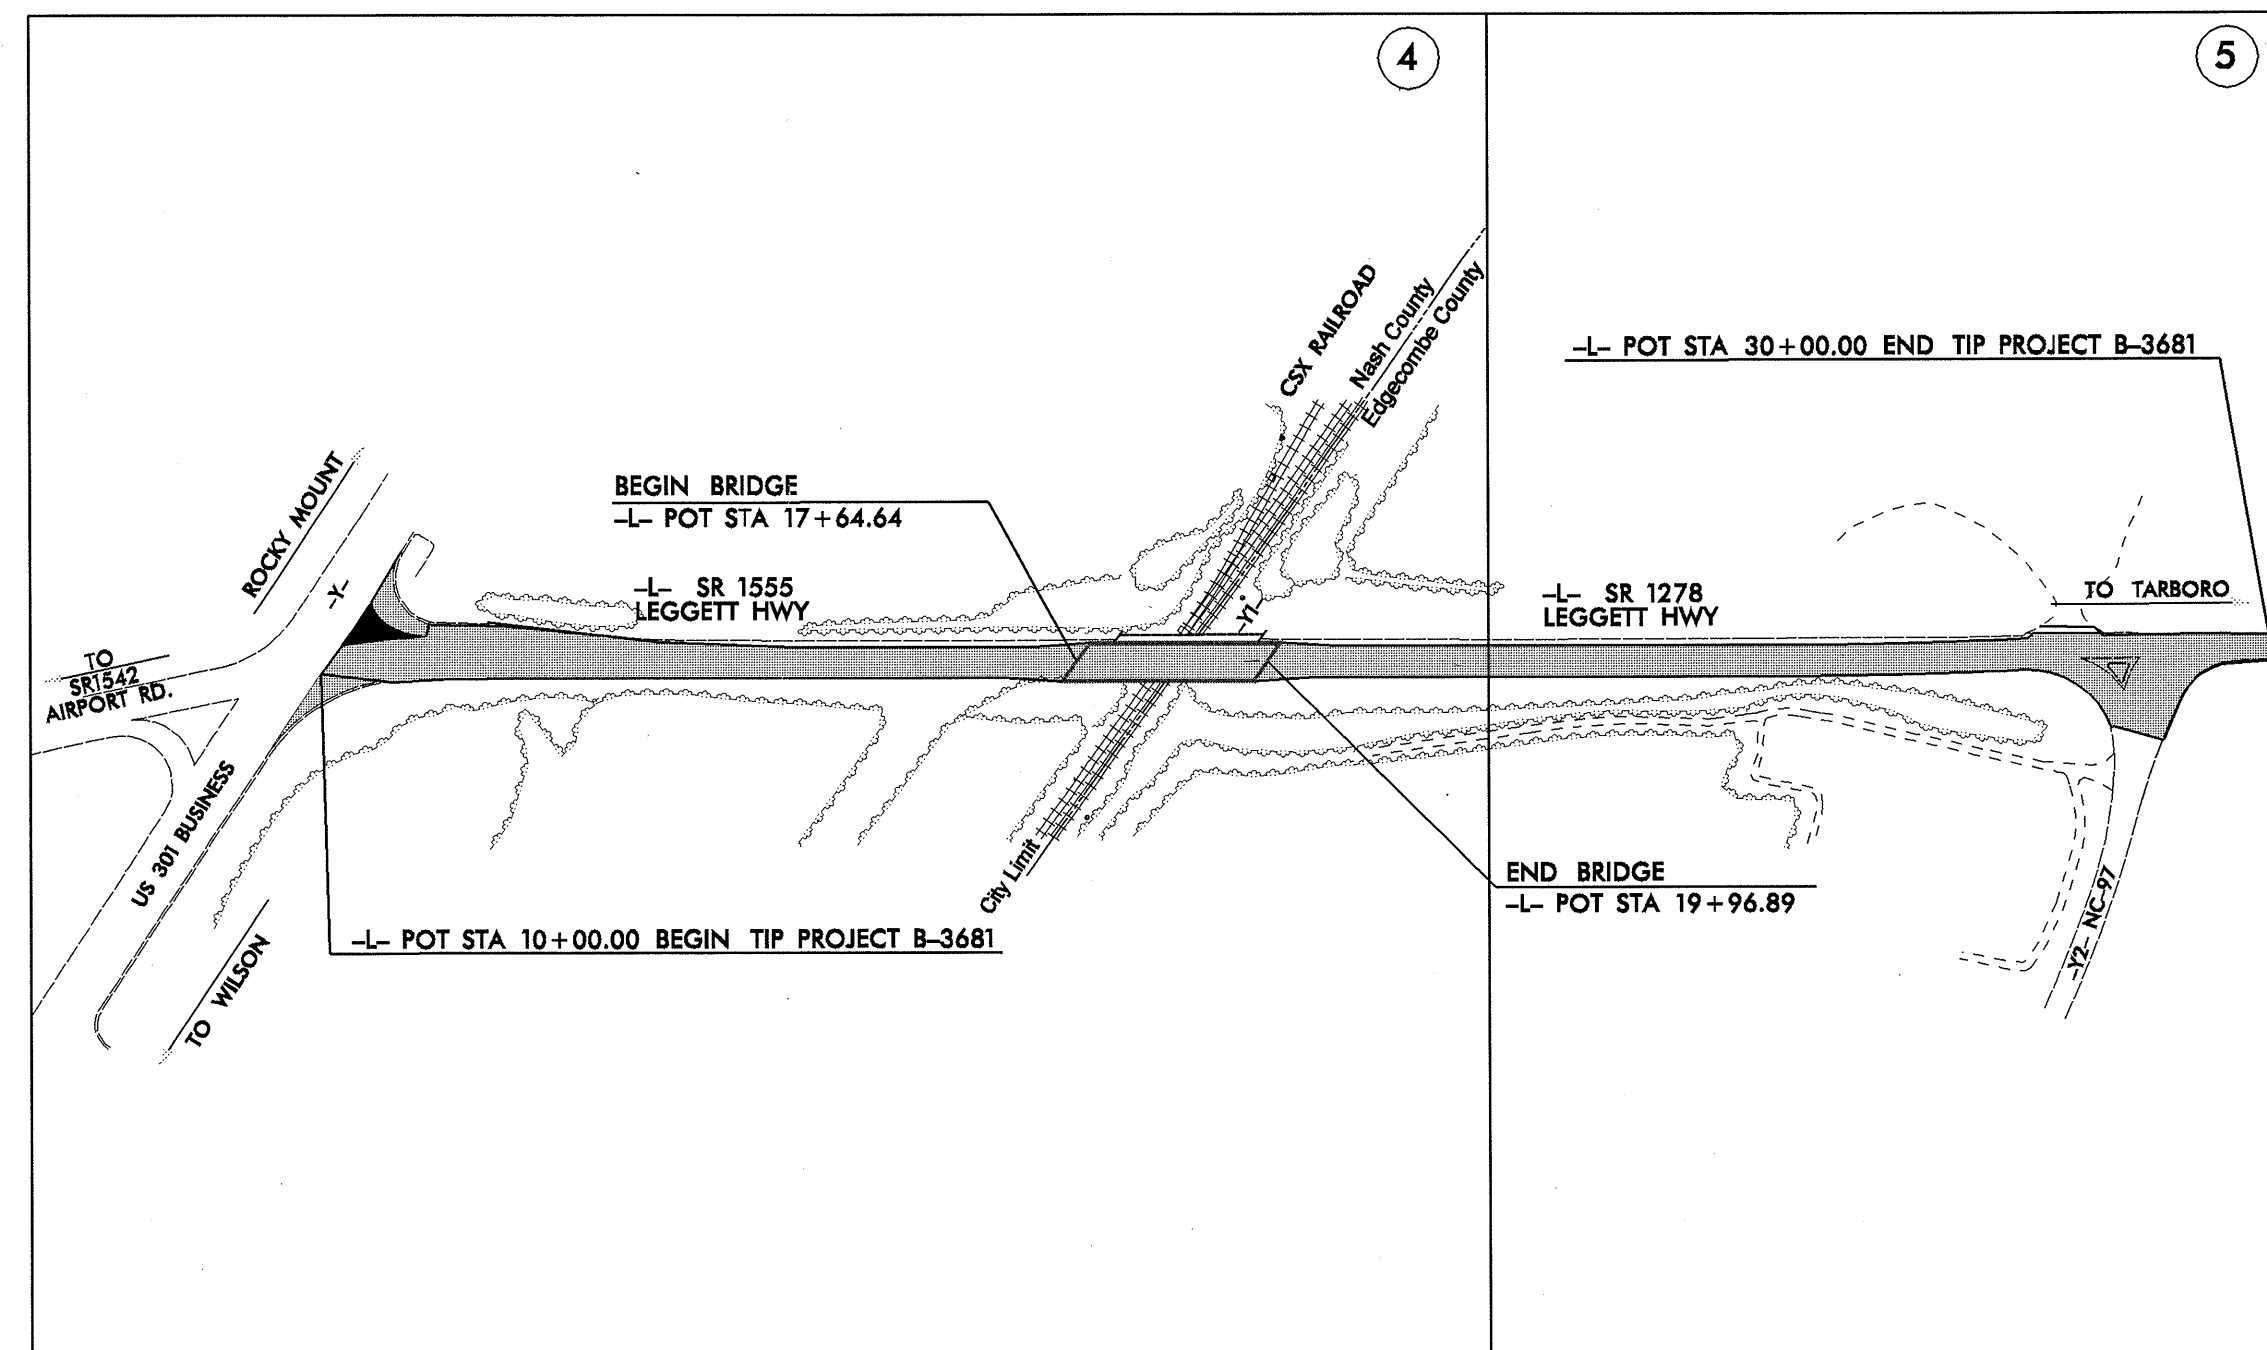 4
5
CSX RAILROAD
Nash County
Edgecombe County
-L- POT STA 30+00.00 END TIP PROJECT B-3681
ROCKY MOUNT
BEGIN BRIDGE
-L- POT STA 17+64.64
-Y-
-L- SR 1555
LEGGETT HWY
-Y1-
-L- SR 1278
LEGGETT HWY
TO TARBORO
TO
SR1542
AIRPORT RD.
US 301 BUSINESS
City Limit
END BRIDGE
-L- POT STA 19+96.89
-L- POT STA 10+00.00 BEGIN TIP PROJECT B-3681
TO WILSON
-Y2- NC-97